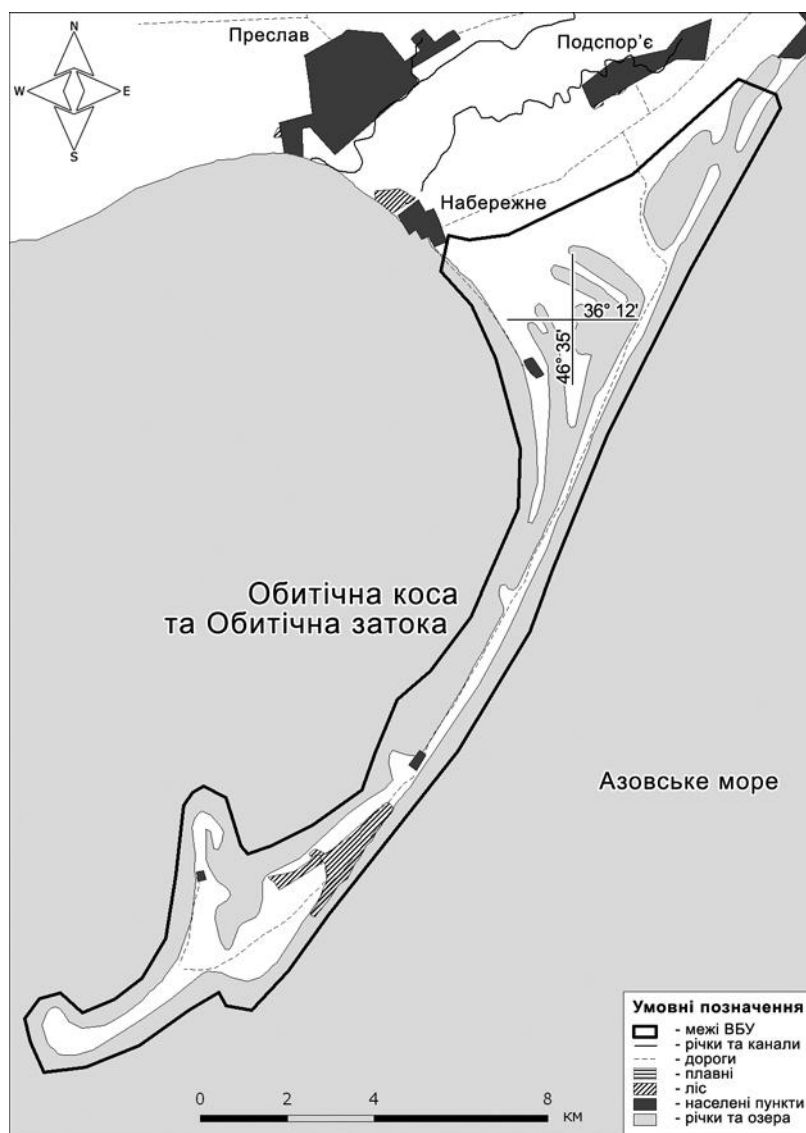 N
W
E
S
Преслав
Подспор'є
Набережне
36° 12'
46° 35'
Обитічна коса
та Обитічна затока
Азовське море
Умовні позначення
- межі ВБУ
- річки та канали
- дороги
- плавні
- ліс
- населені пункти
- річки та озера
0 2 4 8
км